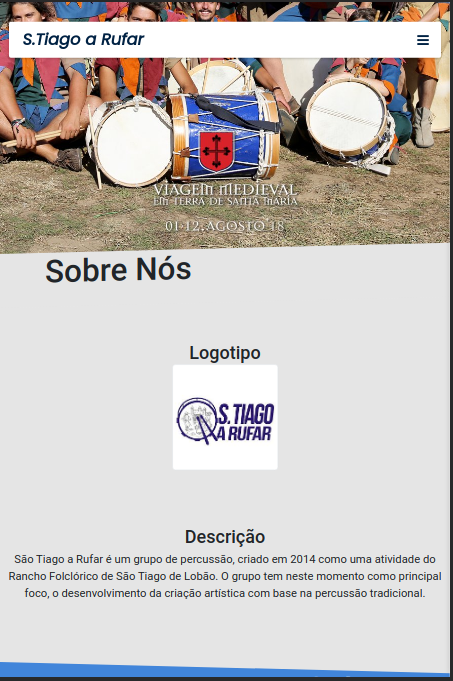 S.Tiago a Rufar
VIAGEM MEDIEVAL
EM TERRA DE SANTA MARIA
01-12.AGOSTO 18
Sobre Nós
Logotipo
S.TIAGO
A RUFAR
Descrição
São Tiago a Rufar é um grupo de percussão, criado em 2014 como uma atividade do
Rancho Folclórico de São Tiago de Lobão. O grupo tem neste momento como principal
foco, o desenvolvimento da criação artística com base na percussão tradicional.